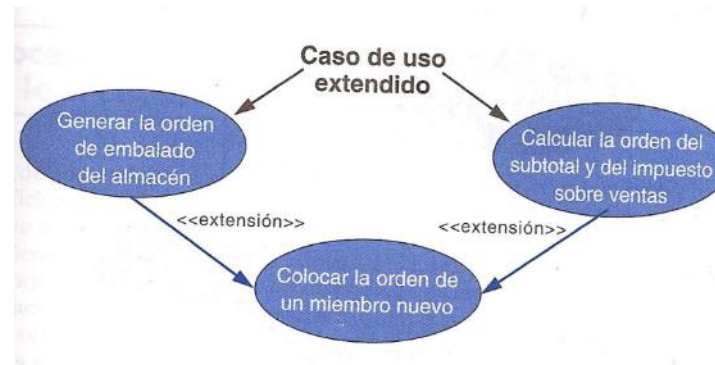 Caso de uso
extendido
Generar la orden
de embalado
del almacén
Calcular la orden del
subtotal y del impuesto
sobre ventas
<<extensión>>
<<extensión>>
Colocar la orden de
un miembro nuevo